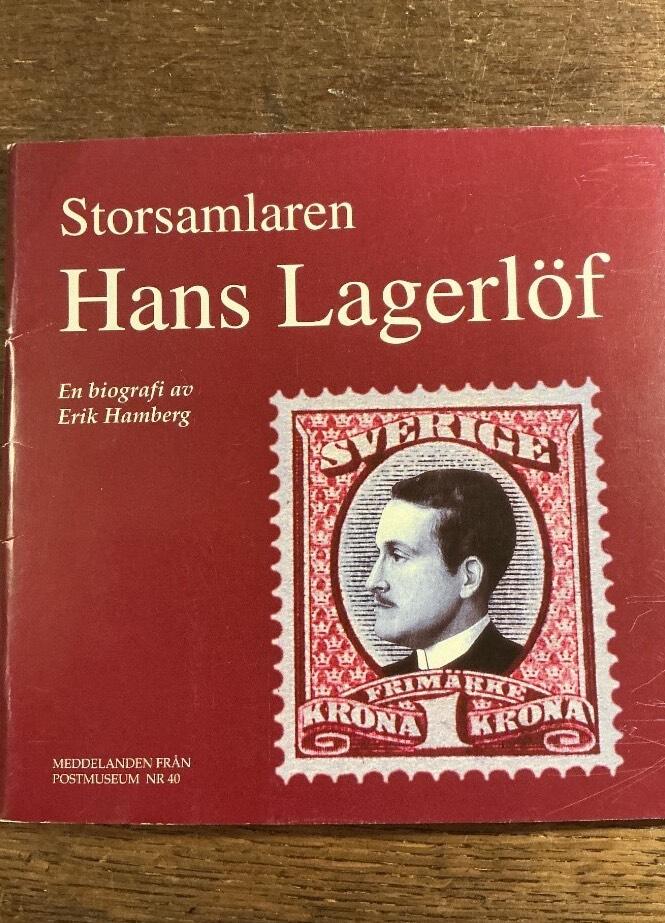 Storsamlaren
Hans Lagerlöf
En biografi av
Erik Hamberg
SVERIGE
FRIMÄRKE
KRONA 1 KRONA
MEDDELANDEN FRÅN
POSTMUSEUM NR 40